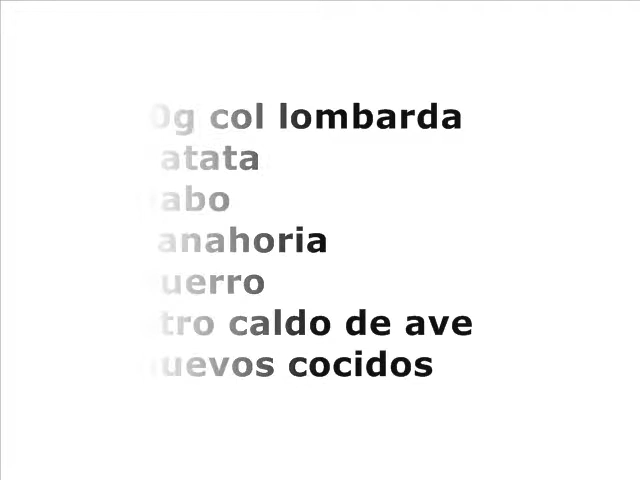 0g col lombarda
atata
abo
anahoria
uerro
tro caldo de ave
uevos cocidos